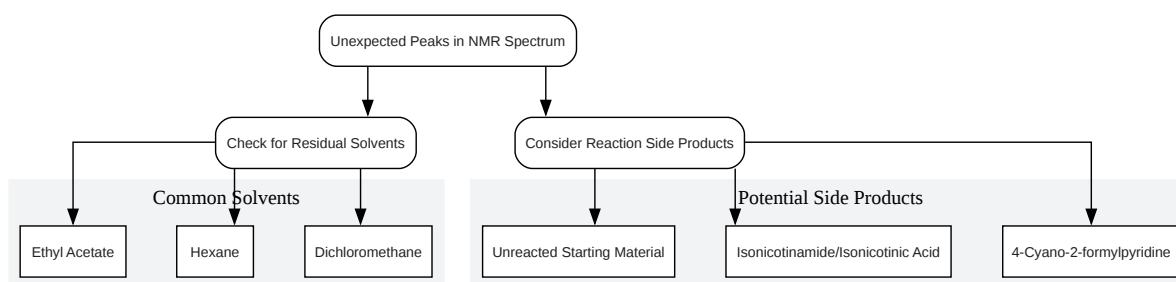 Unexpected Peaks in NMR Spectrum
Check for Residual Solvents
Consider Reaction Side Products
Common Solvents
Potential Side Products
Ethyl Acetate
Hexane
Dichloromethane
Unreacted Starting Material
Isonicotinamide/Isonicotinic Acid
4-Cyano-2-formylpyridine